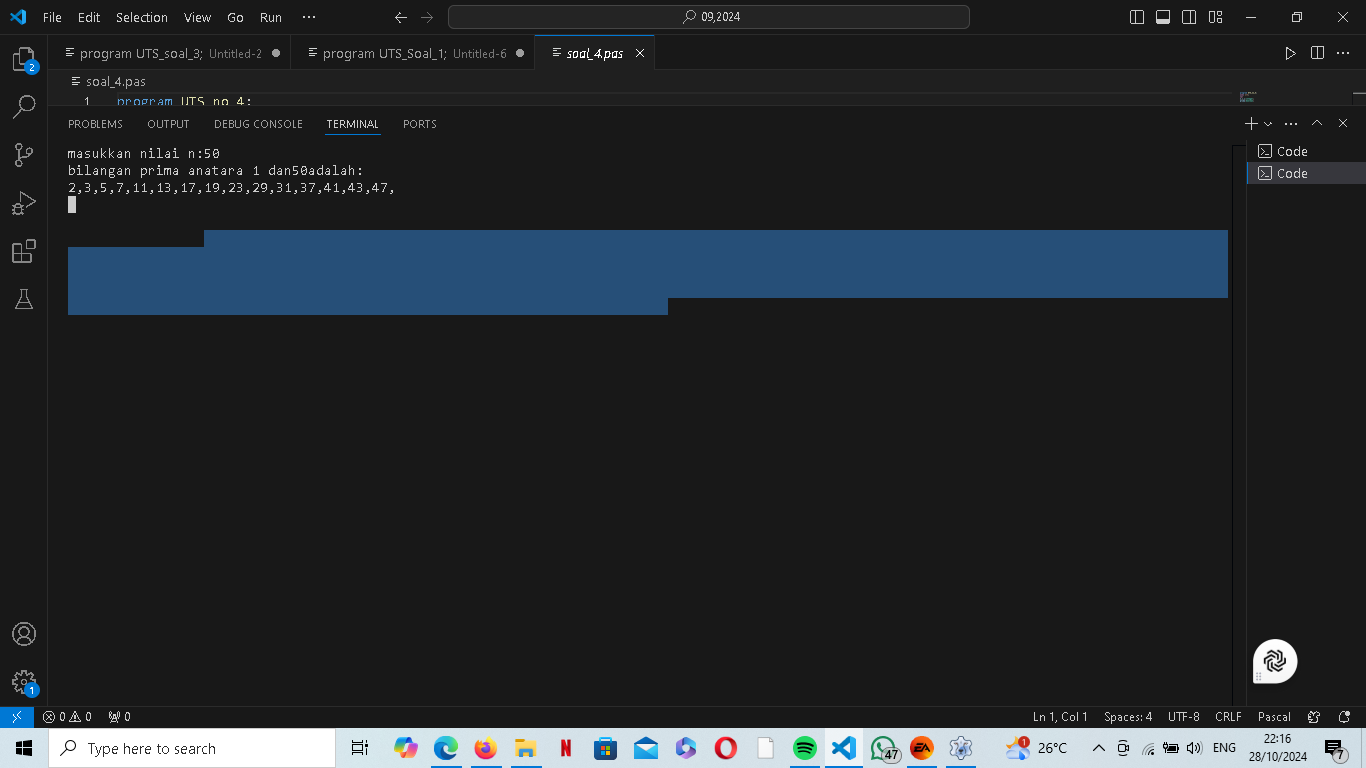 File Edit Selection View Go Run ··· 09,2024
program UTS_soal_3; Untitled-2 program UTS_Soal_1; Untitled-6 soal_4.pas
soal_4.pas
1 program UTS_no_4;
PROBLEMS OUTPUT DEBUG CONSOLE TERMINAL PORTS
masukkan nilai n:50
bilangan prima anatara 1 dan50adalah:
2,3,5,7,11,13,17,19,23,29,31,37,41,43,47,
Code
Code
2
1
0 0 0 Ln 1, Col 1 Spaces: 4 UTF-8 CRLF Pascal
Type here to search N 47 EA 1 26°C ENG 22:16
28/10/2024 7